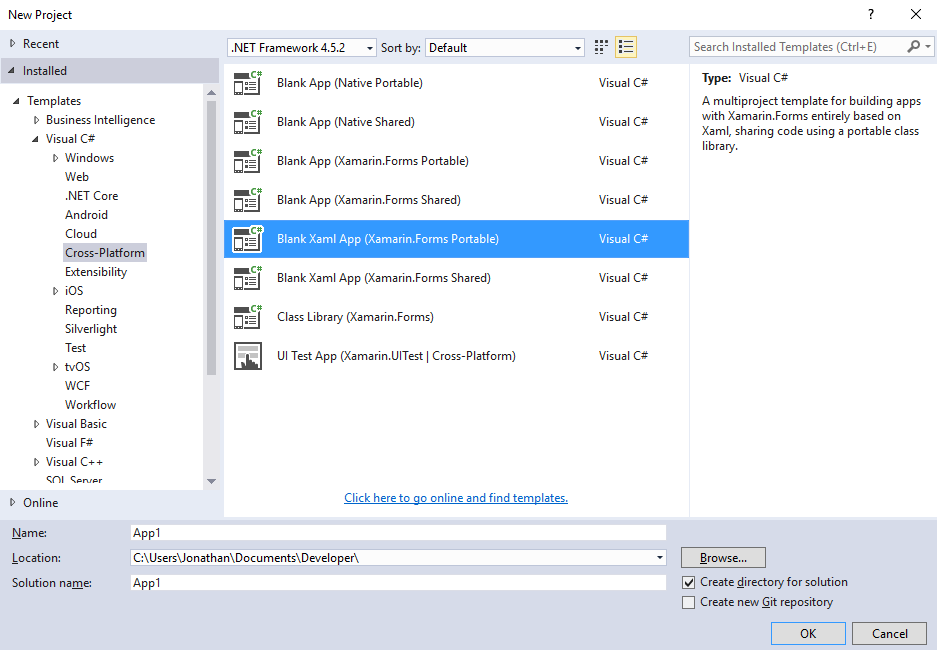 New Project
?
Recent
Installed
Templates
Business Intelligence
Visual C#
Windows
Web
.NET Core
Android
Cloud
Cross-Platform
Extensibility
iOS
Reporting
Silverlight
Test
tvOS
WCF
Workflow
Visual Basic
Visual F#
Visual C++
SQL Server
Online
.NET Framework 4.5.2 Sort by: Default
Search Installed Templates (Ctrl+E)
C# Blank App (Native Portable) Visual C#
C# Blank App (Native Shared) Visual C#
C# Blank App (Xamarin.Forms Portable) Visual C#
C# Blank App (Xamarin.Forms Shared) Visual C#
C# Blank Xaml App (Xamarin.Forms Portable) Visual C#
C# Blank Xaml App (Xamarin.Forms Shared) Visual C#
C# Class Library (Xamarin.Forms) Visual C#
UI Test App (Xamarin.UITest | Cross-Platform) Visual C#
Click here to go online and find templates.
Type: Visual C#
A multiproject template for building apps
with Xamarin.Forms entirely based on
Xaml, sharing code using a portable class
library.
Name: App1
Location: C:\Users\Jonathan\Documents\Developer\
Browse...
Solution name: App1
Create directory for solution
Create new Git repository
OK Cancel